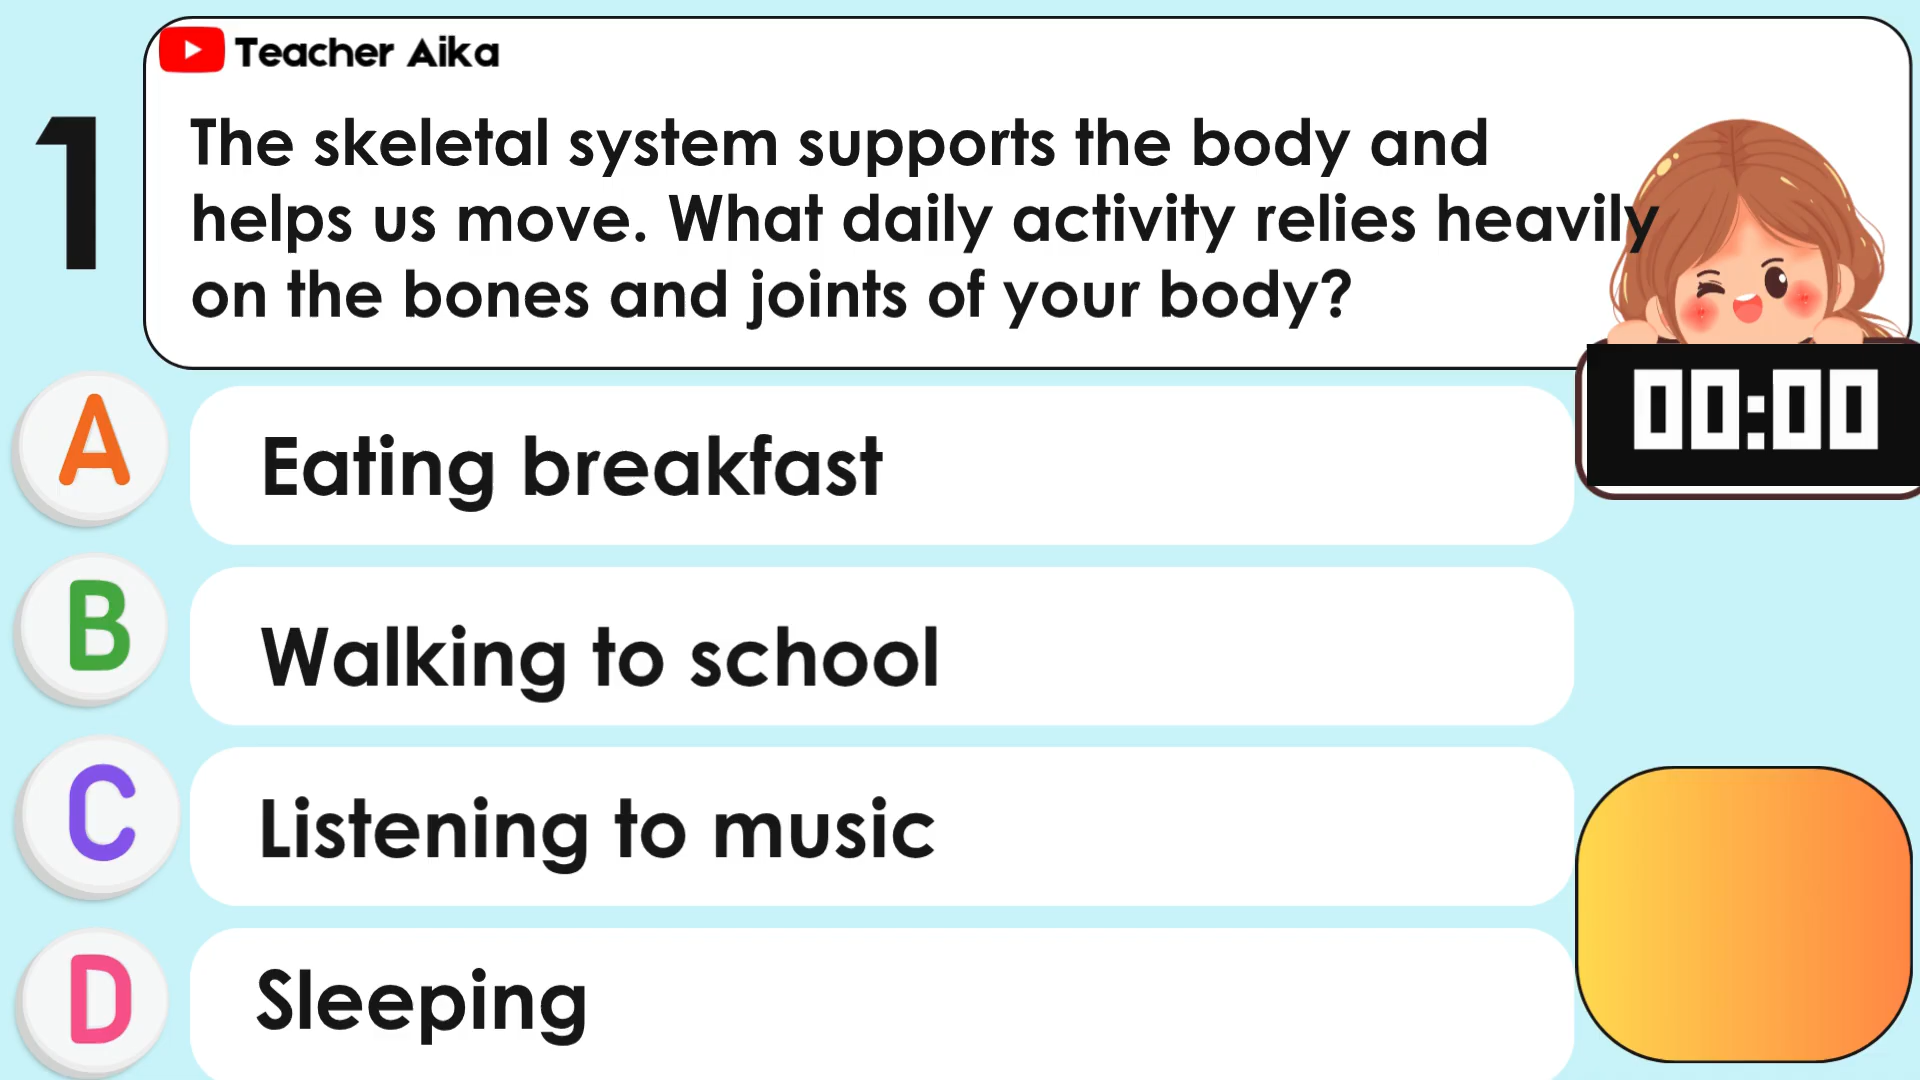 Teacher Aika
1
The skeletal system supports the body and
helps us move. What daily activity relies heavily
on the bones and joints of your body?
00:00
A
Eating breakfast
B
Walking to school
C
Listening to music
D
Sleeping